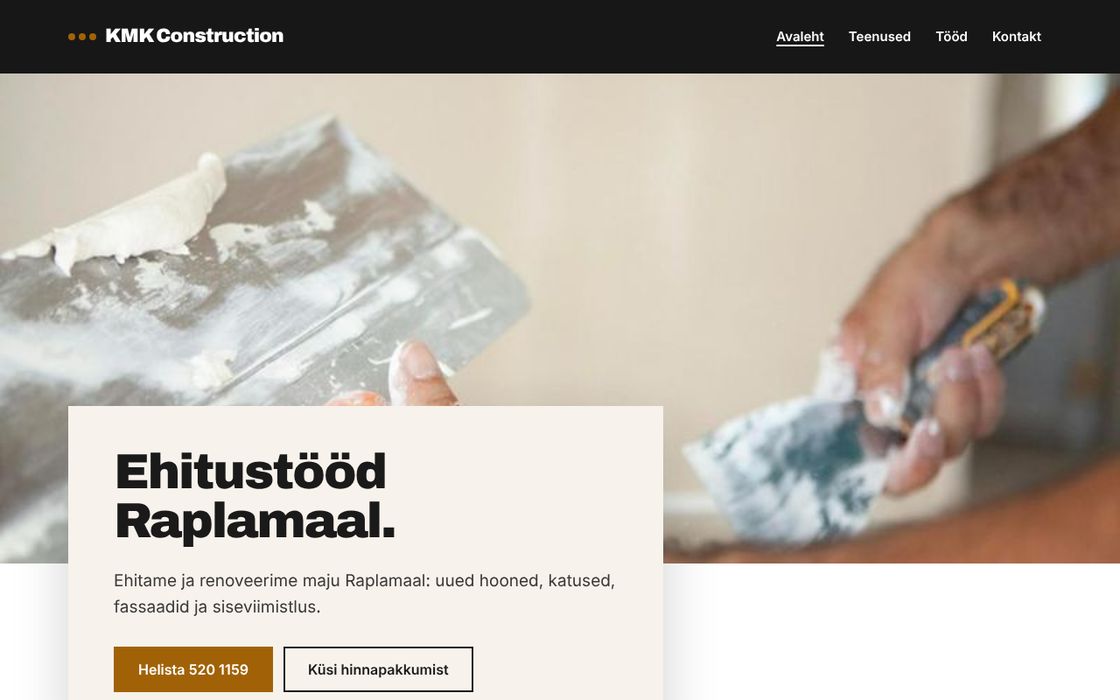 KMK Construction
Avaleht
Teenused
Tööd
Kontakt
Ehitustööd
Raplamaal.
Ehitame ja renoveerime maju Raplamaal: uued hooned, katused,
fassaadid ja siseviimistlus.
Helista 520 1159
Küsi hinnapakkumist